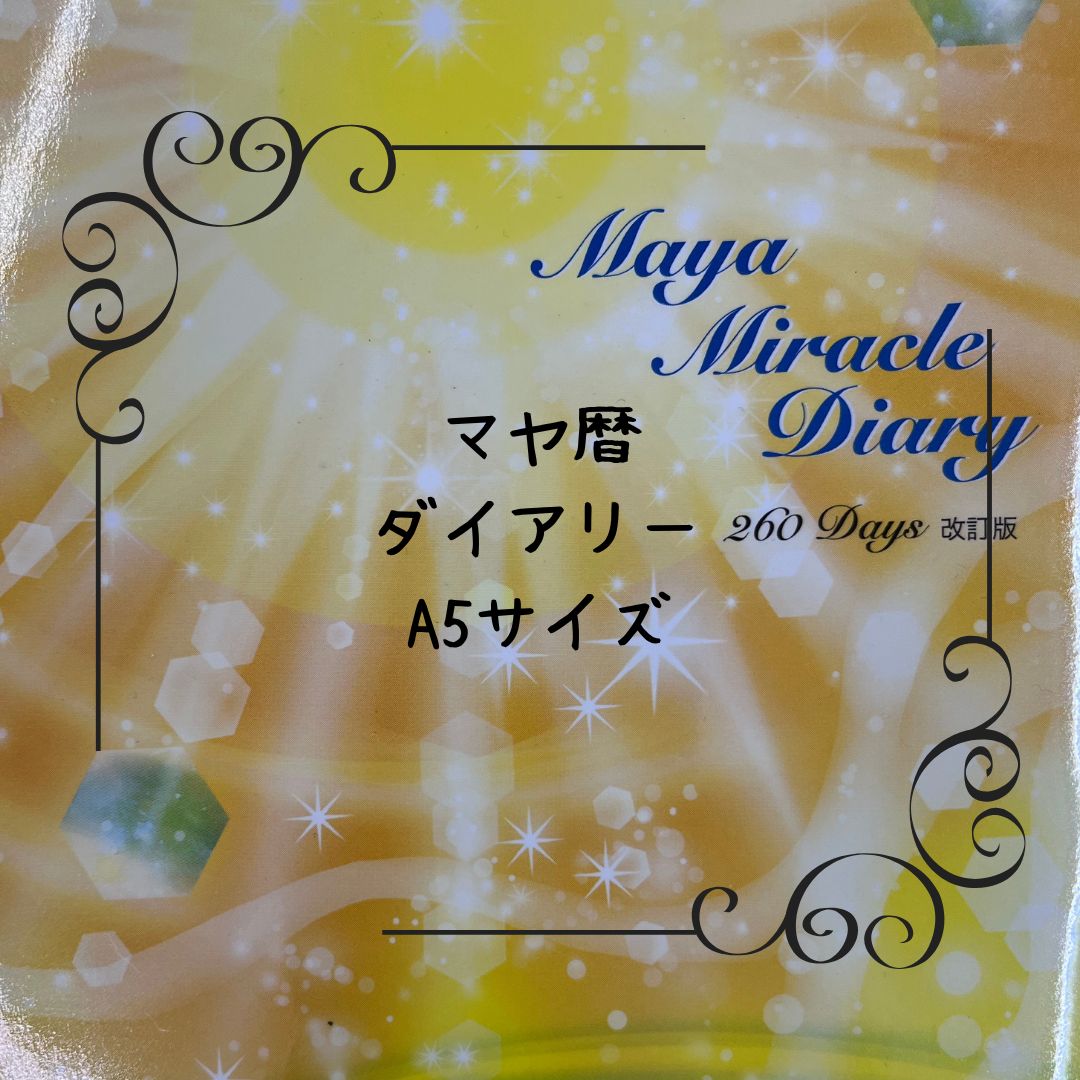 Maya
Miracle
Diary
260 Days 改訂版
マヤ暦
ダイアリー
A5サイズ